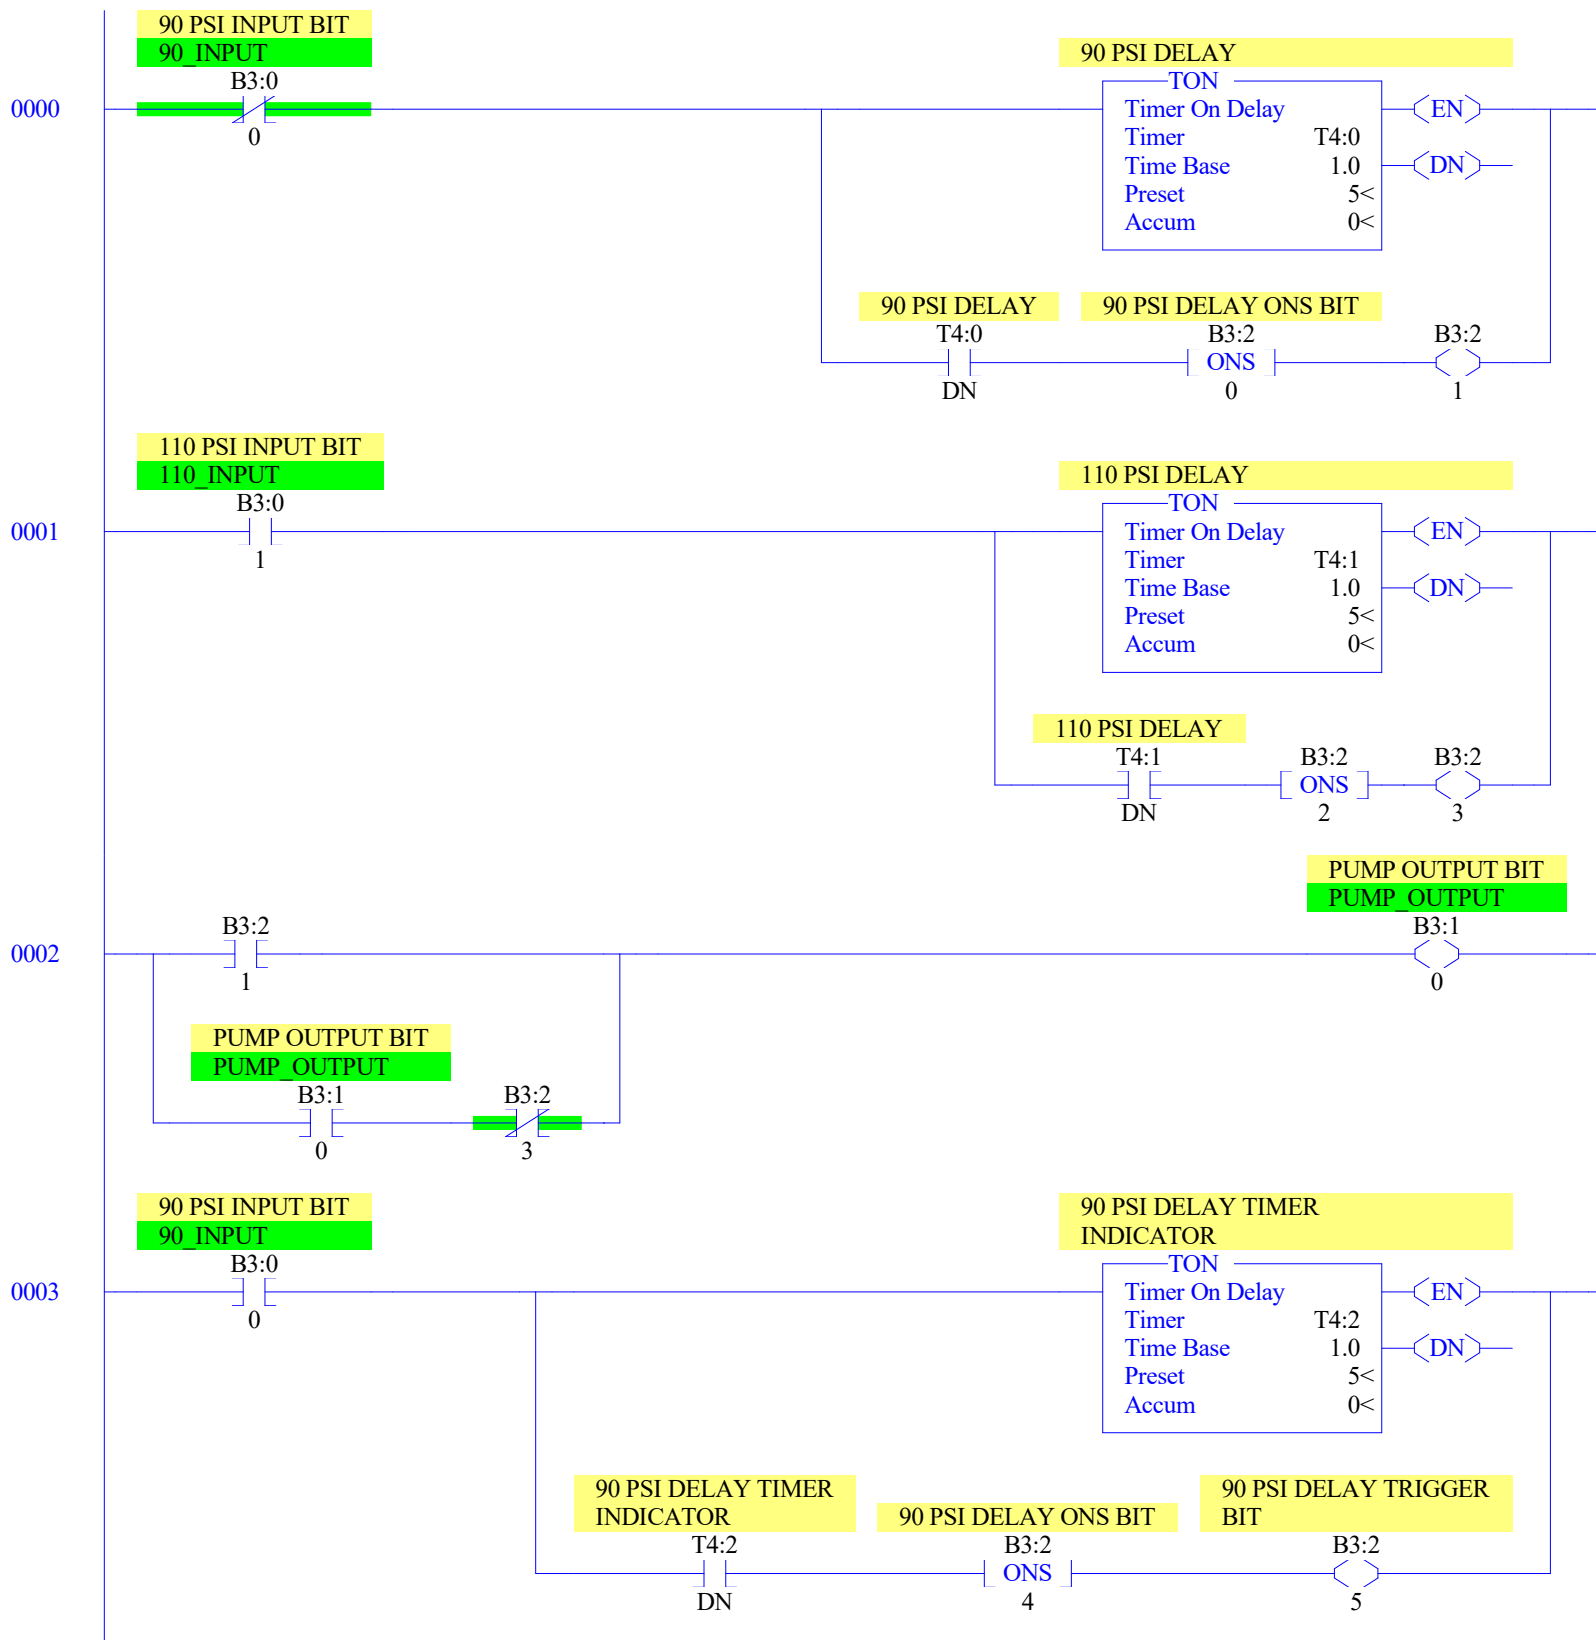 90 PSI INPUT BIT
90_INPUT
B3:0
0
0000
90 PSI DELAY
TON
Timer On Delay
Timer T4:0
Time Base 1.0
Preset 5<
Accum 0<
EN
DN
90 PSI DELAY
T4:0
DN
90 PSI DELAY ONS BIT
B3:2
ONS
0
B3:2
1
110 PSI INPUT BIT
110_INPUT
B3:0
1
0001
110 PSI DELAY
TON
Timer On Delay
Timer T4:1
Time Base 1.0
Preset 5<
Accum 0<
EN
DN
110 PSI DELAY
T4:1
DN
B3:2
ONS
2
B3:2
3
0002
B3:2
1
PUMP OUTPUT BIT
PUMP_OUTPUT
B3:1
0
PUMP OUTPUT BIT
PUMP_OUTPUT
B3:1
0
B3:2
3
90 PSI INPUT BIT
90_INPUT
B3:0
0
0003
90 PSI DELAY TIMER
INDICATOR
TON
Timer On Delay
Timer T4:2
Time Base 1.0
Preset 5<
Accum 0<
EN
DN
90 PSI DELAY TIMER
INDICATOR
T4:2
DN
90 PSI DELAY ONS BIT
B3:2
ONS
4
90 PSI DELAY TRIGGER
BIT
B3:2
5